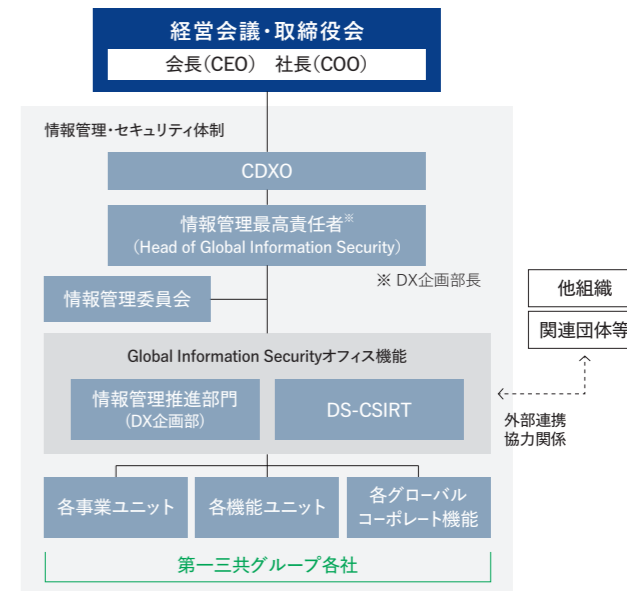 経営会議・取締役会
会長(CEO) 社長(COO)
情報管理・セキュリティ体制
CDXO
情報管理最高責任者※
(Head of Global Information Security)
※ DX企画部長
情報管理委員会
他組織
関連団体等
Global Information Securityオフィス機能
情報管理推進部門
(DX企画部)
DS-CSIRT
外部連携
協力関係
各事業ユニット
各機能ユニット
各グローバル
コーポレート機能
第一三共グループ各社